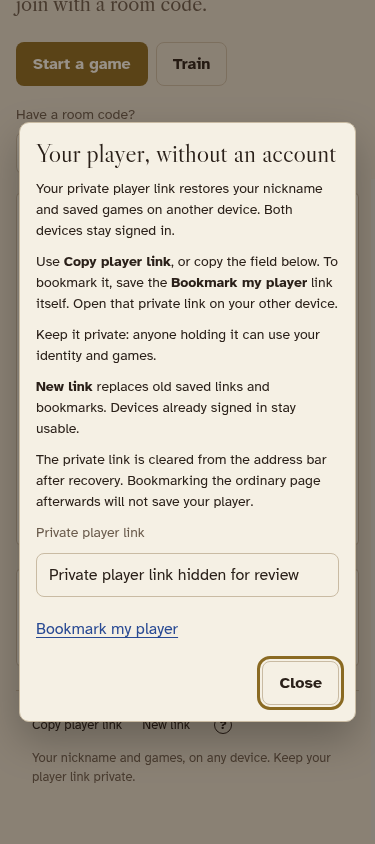 join with a room code.
Start a game
Train
Have a room code?
Your player, without an account
Your private player link restores your nickname
and saved games on another device. Both
devices stay signed in.
Use Copy player link, or copy the field below. To
bookmark it, save the Bookmark my player link
itself. Open that private link on your other device.
Keep it private: anyone holding it can use your
identity and games.
New link replaces old saved links and
bookmarks. Devices already signed in stay
usable.
The private link is cleared from the address bar
after recovery. Bookmarking the ordinary page
afterwards will not save your player.
Private player link
Private player link hidden for review
Bookmark my player
Close
Copy player link
New link
?
Your nickname and games, on any device. Keep your
player link private.